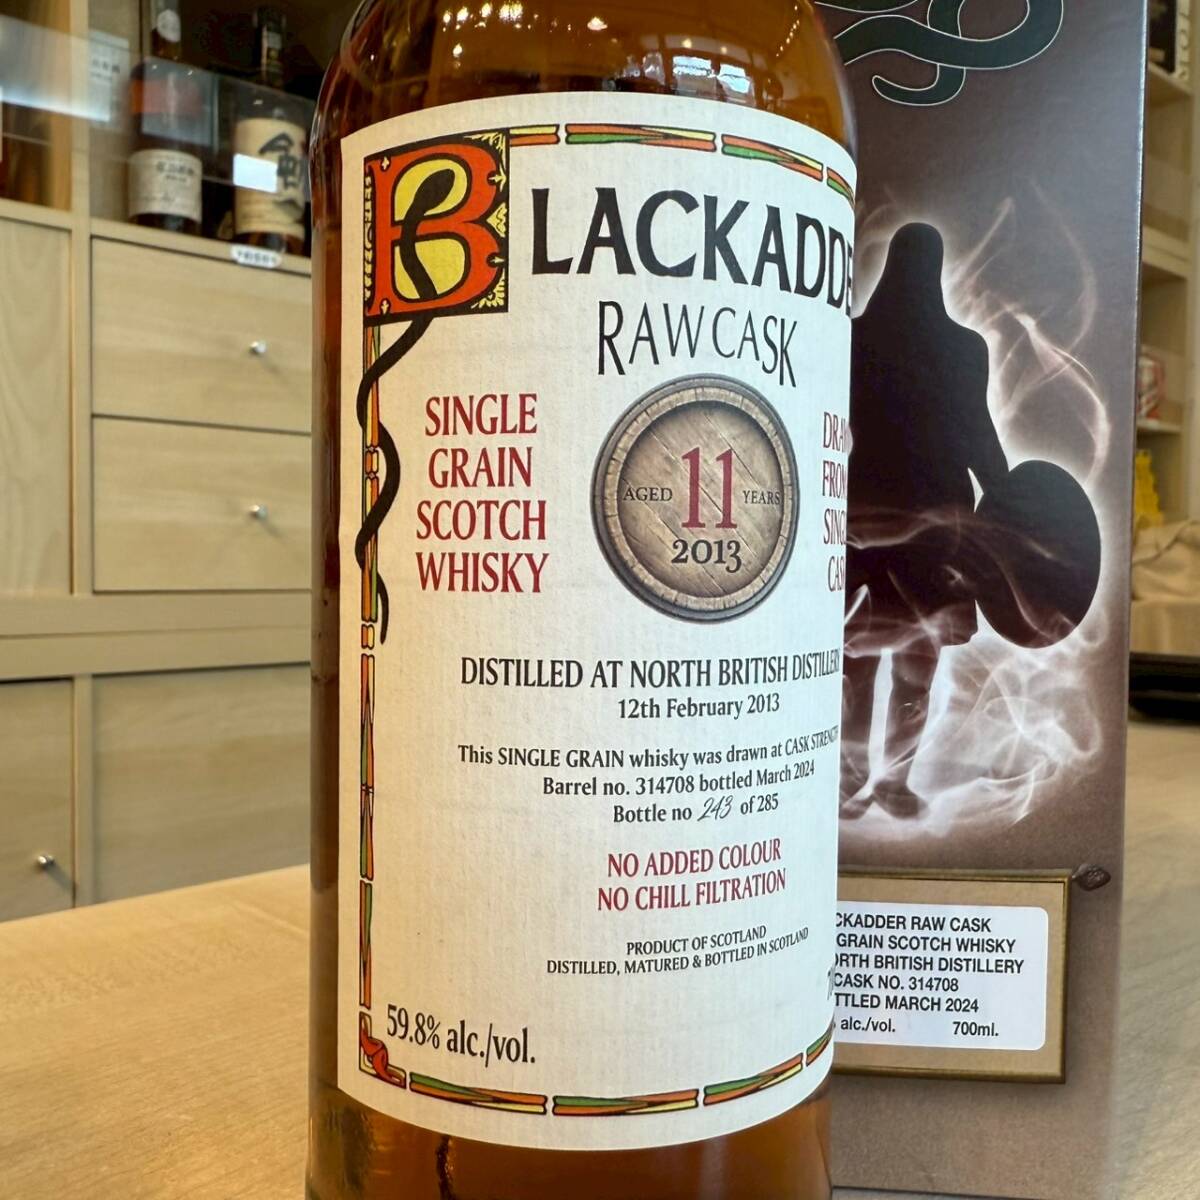 BLACKADDE
RAW CASK
SINGLE
GRAIN
SCOTCH
WHISKY
AGED 11 YEARS
2013
DRAW
FROM
SINGL
CAS
DISTILLED AT NORTH BRITISH DISTILLERY
12th February 2013
This SINGLE GRAIN whisky was drawn at CASK STRENGTH
Barrel no. 314708 bottled March 2024
Bottle no 243 of 285
NO ADDED COLOUR
NO CHILL FILTRATION
PRODUCT OF SCOTLAND
DISTILLED, MATURED & BOTTLED IN SCOTLAND
59.8% alc./vol.
CKADDER RAW CASK
GRAIN SCOTCH WHISKY
ORTH BRITISH DISTILLERY
CASK NO. 314708
TTLED MARCH 2024
% alc./vol. 700ml.